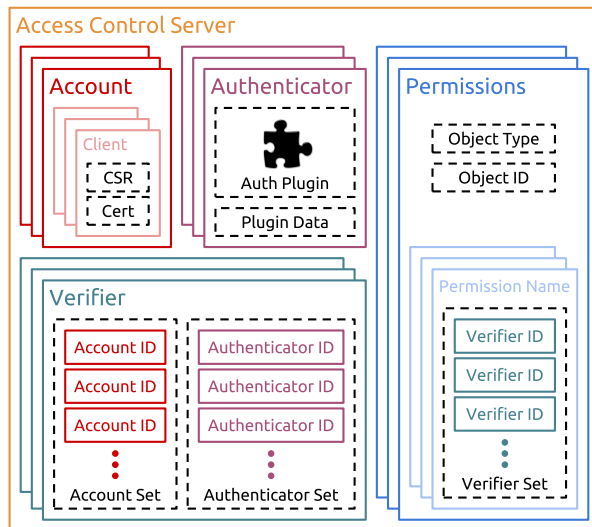 Access Control Server
Account
Client
CSR
Cert
Authenticator
Auth Plugin
Plugin Data
Permissions
Object Type
Object ID
Permission Name
Verifier ID
Verifier ID
Verifier ID
Verifier Set
Verifier
Account ID
Account ID
Account ID
Account Set
Authenticator ID
Authenticator ID
Authenticator ID
Authenticator Set